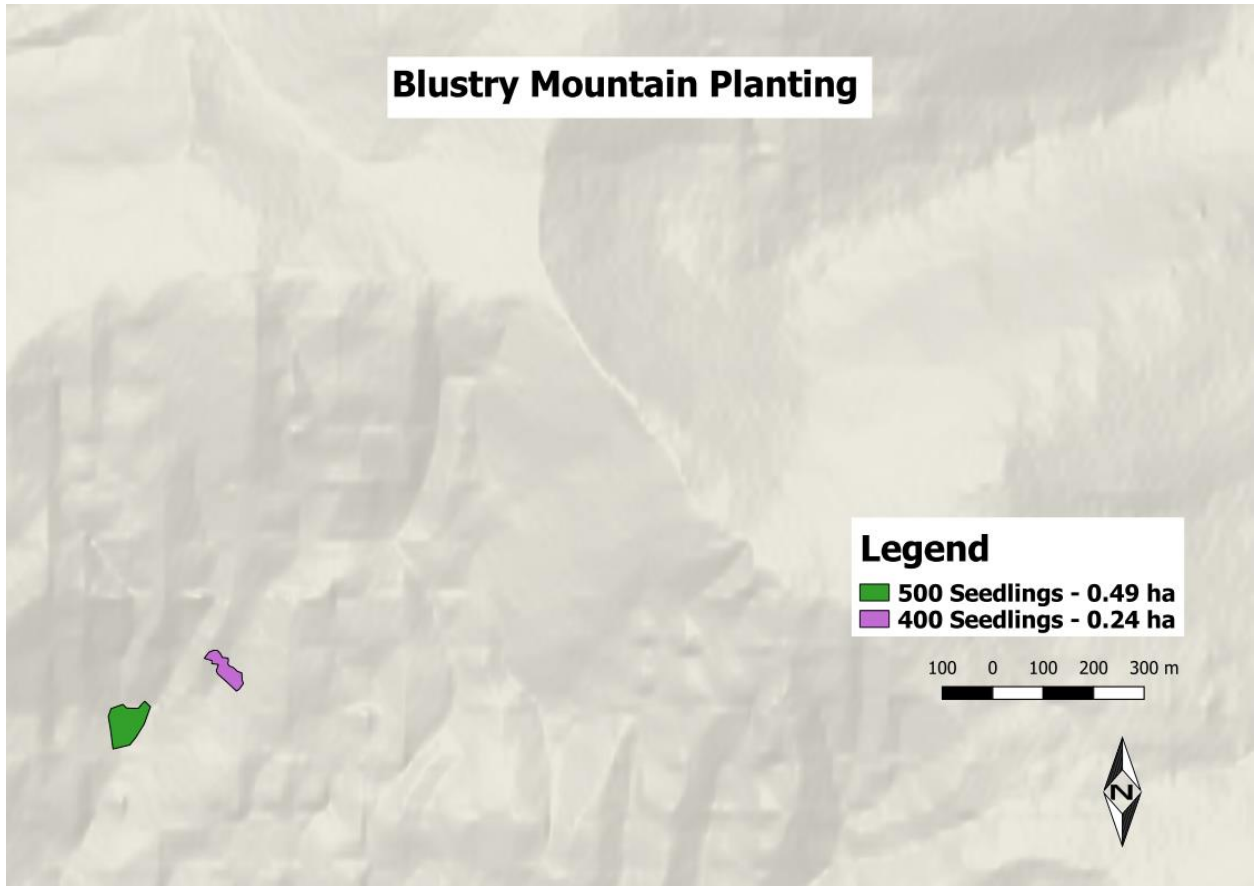 Blustry Mountain Planting
Legend
500 Seedlings - 0.49 ha
400 Seedlings - 0.24 ha
100 0 100 200 300 m
N